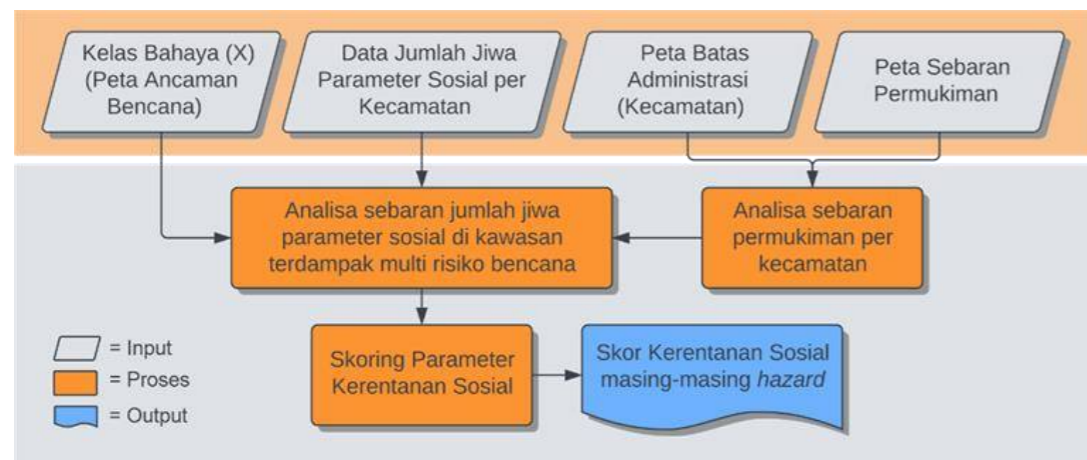 Kelas Bahaya (X)
(Peta Ancaman
Bencana)
Data Jumlah Jiwa
Parameter Sosial per
Kecamatan
Peta Batas
Administrasi
(Kecamatan)
Peta Sebaran
Permukiman
Analisa sebaran jumlah jiwa
parameter sosial di kawasan
terdampak multi risiko bencana
Analisa sebaran
permukiman per
kecamatan
= Input
= Proses
= Output
Skoring Parameter
Kerentanan Sosial
Skor Kerentanan Sosial
masing-masing hazard